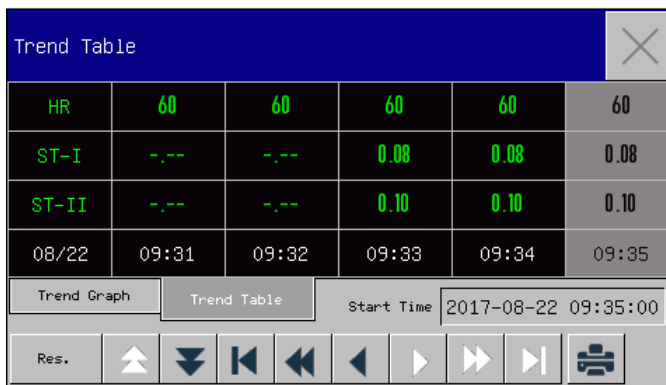 Trend Table
HR 60 60 60 60 60
ST-I -.-- -.-- 0.08 0.08 0.08
ST-II -.-- -.-- 0.10 0.10 0.10
08/22 09:31 09:32 09:33 09:34 09:35
Trend Graph Trend Table Start Time 2017-08-22 09:35:00
Res.